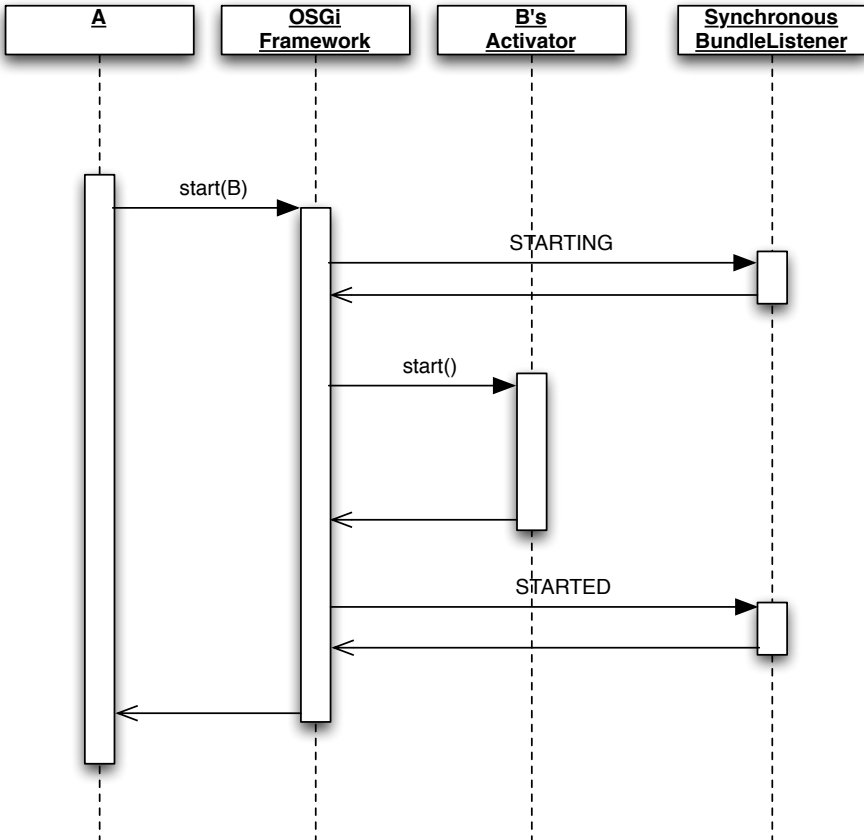 A
OSGi
Framework
B's
Activator
Synchronous
BundleListener
start(B)
STARTING
start()
STARTED